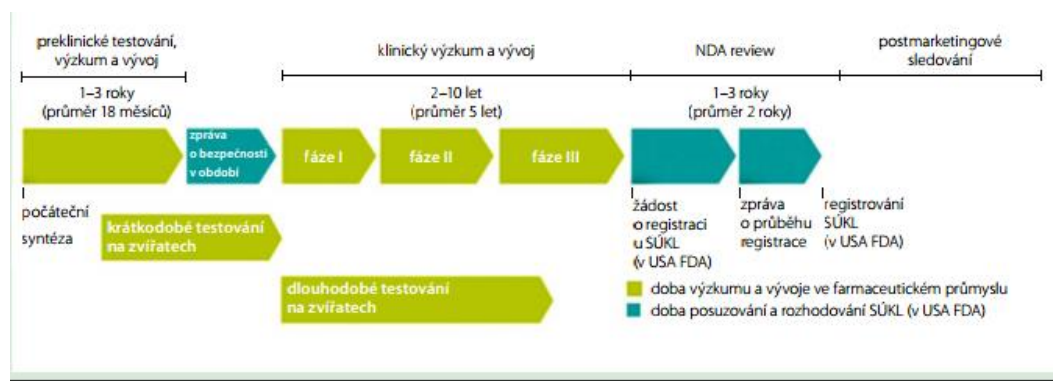 preklinické testování,
výzkum a vývoj
klinický výzkum a vývoj
NDA review
postmarketingové
sledování
1–3 roky
(průměr 18 měsíců)
2–10 let
(průměr 5 let)
1–3 roky
(průměr 2 roky)
zpráva
o bezpečnosti
v období
fáze I
fáze II
fáze III
počáteční
syntéza
krátkodobé testování
na zvířatech
žádost
o registraci
u SÚKL
(v USA FDA)
zpráva
o průběhu
registrace
registrování
SÚKL
(v USA FDA)
dlouhodobé testování
na zvířatech
doba výzkumu a vývoje ve farmaceutickém průmyslu
doba posuzování a rozhodování SÚKL (v USA FDA)